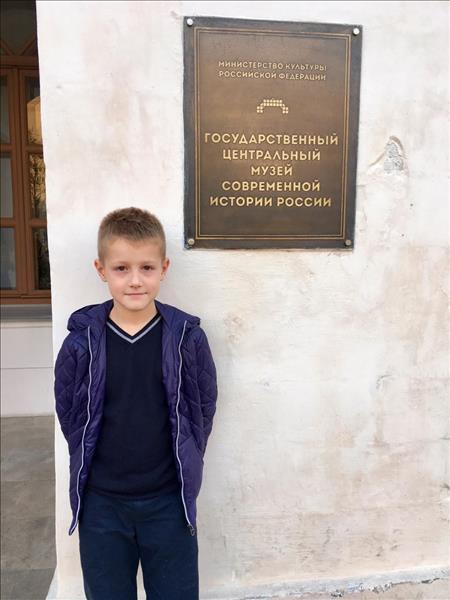 МИНИСТЕРСТВО КУЛЬТУРЫ
РОССИЙСКОЙ ФЕДЕРАЦИИ
ГОСУДАРСТВЕННЫЙ
ЦЕНТРАЛЬНЫЙ
МУЗЕЙ
СОВРЕМЕННОЙ
ИСТОРИИ РОССИИ